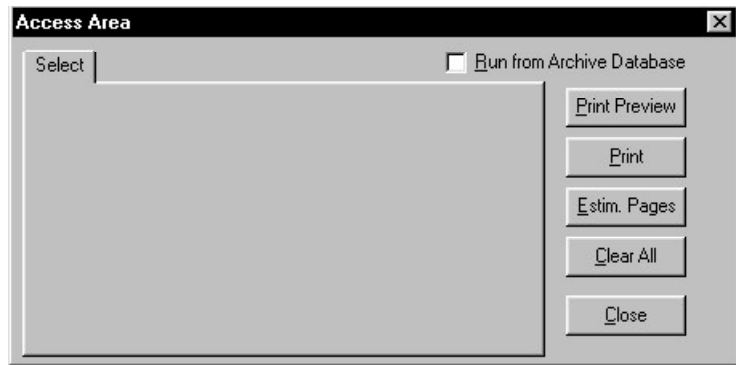 Access Area
Select
Run from Archive Database
Print Preview
Print
Estim. Pages
Clear All
Close